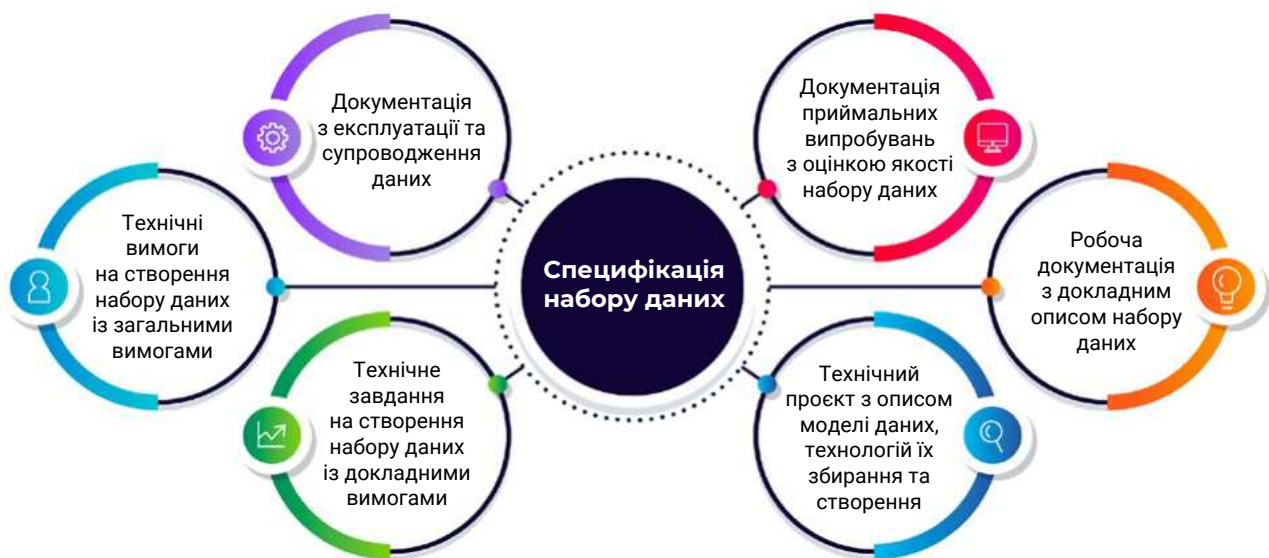 Документація
з експлуатації та
супроводження
даних
Документація
приймальних
випробувань
з оцінкою якості
набору даних
Технічні
вимоги
на створення
набору даних
із загальними
вимогами
Специфікація
набору даних
Робоча
документація
з докладним
описом набору
даних
Технічне
завдання
на створення
набору даних
із докладними
вимогами
Технічний
проєкт з описом
моделі даних,
технологій їх
збирання та
створення